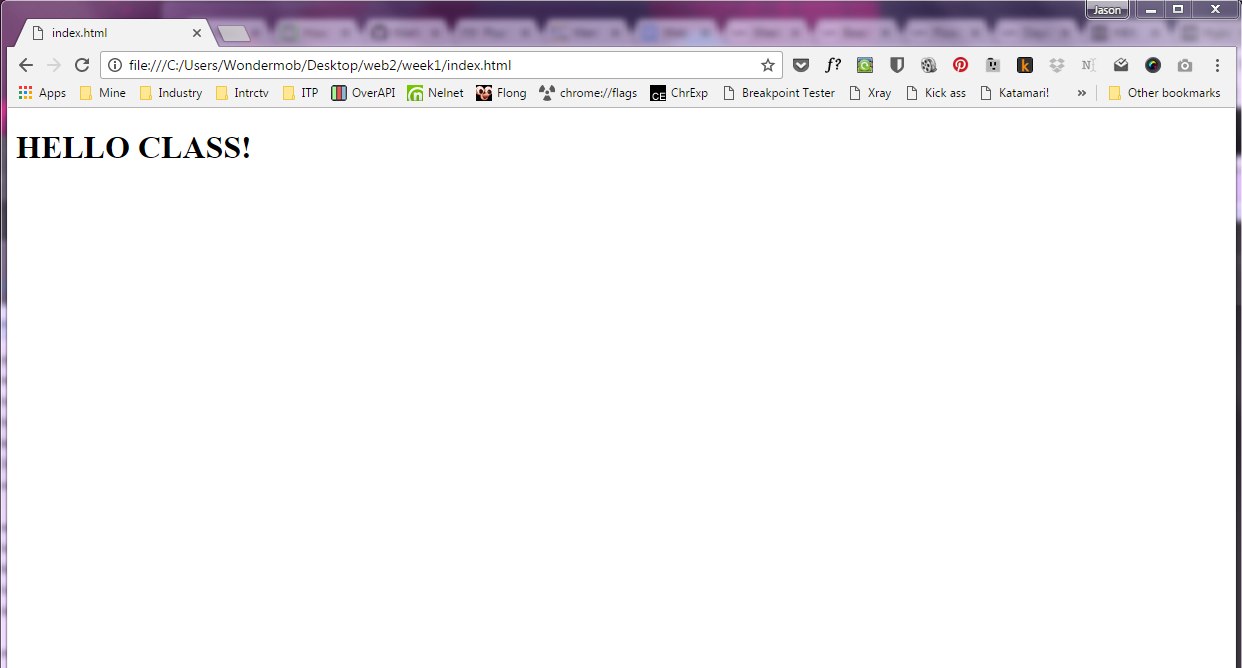 Jason
index.html
file:///C:/Users/Wondermob/Desktop/web2/week1/index.html
f?
Apps Mine Industry Intrctv ITP OverAPI Nelnet Flong chrome://flags CE ChrExp Breakpoint Tester Xray Kick ass Katamari! » Other bookmarks
HELLO CLASS!